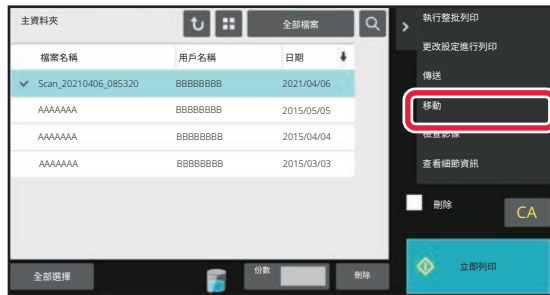 主資料夾
全部檔案
檔案名稱 用戶名稱 日期
Scan_20210406_085320 BBBBBBBB 2021/04/06
AAAAAAA BBBBBBBB 2015/05/05
AAAAAAA BBBBBBBB 2015/04/04
AAAAAAA BBBBBBBB 2015/03/03
全部選擇
份數
刪除
執行整批列印
更改設定進行列印
傳送
移動
檢查影像
查看細節資訊
刪除
CA
立即列印